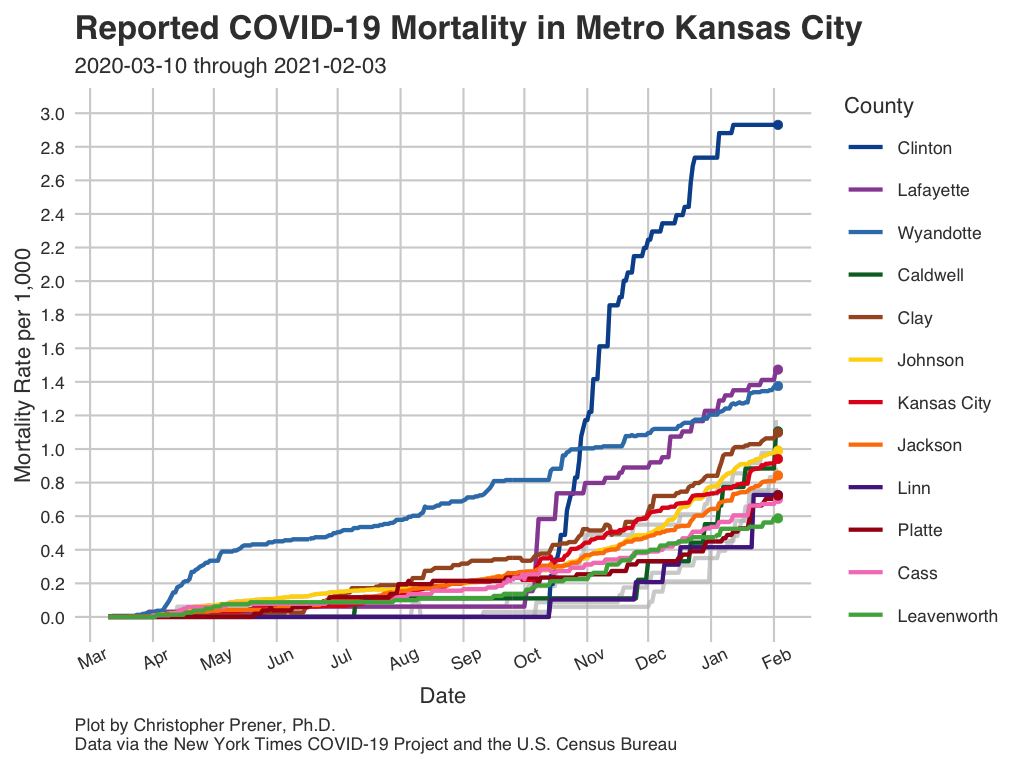 Reported COVID-19 Mortality in Metro Kansas City
2020-03-10 through 2021-02-03
Mortality Rate per 1,000
3.0
2.8
2.6
2.4
2.2
2.0
1.8
1.6
1.4
1.2
1.0
0.8
0.6
0.4
0.2
0.0
Mar Apr May Jun Jul Aug Sep Oct Nov Dec Jan Feb
Date
County
Clinton
Lafayette
Wyandotte
Caldwell
Clay
Johnson
Kansas City
Jackson
Linn
Platte
Cass
Leavenworth
Plot by Christopher Prener, Ph.D.
Data via the New York Times COVID-19 Project and the U.S. Census Bureau